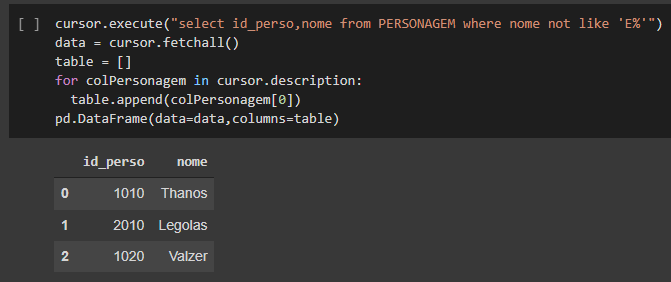 [ ] cursor.execute("select id_perso,nome from PERSONAGEM where nome not like 'E%'")
data = cursor.fetchall()
table = []
for colPersonagem in cursor.description:
  table.append(colPersonagem[0])
pd.DataFrame(data=data,columns=table)
id_perso nome
0 1010 Thanos
1 2010 Legolas
2 1020 Valzer